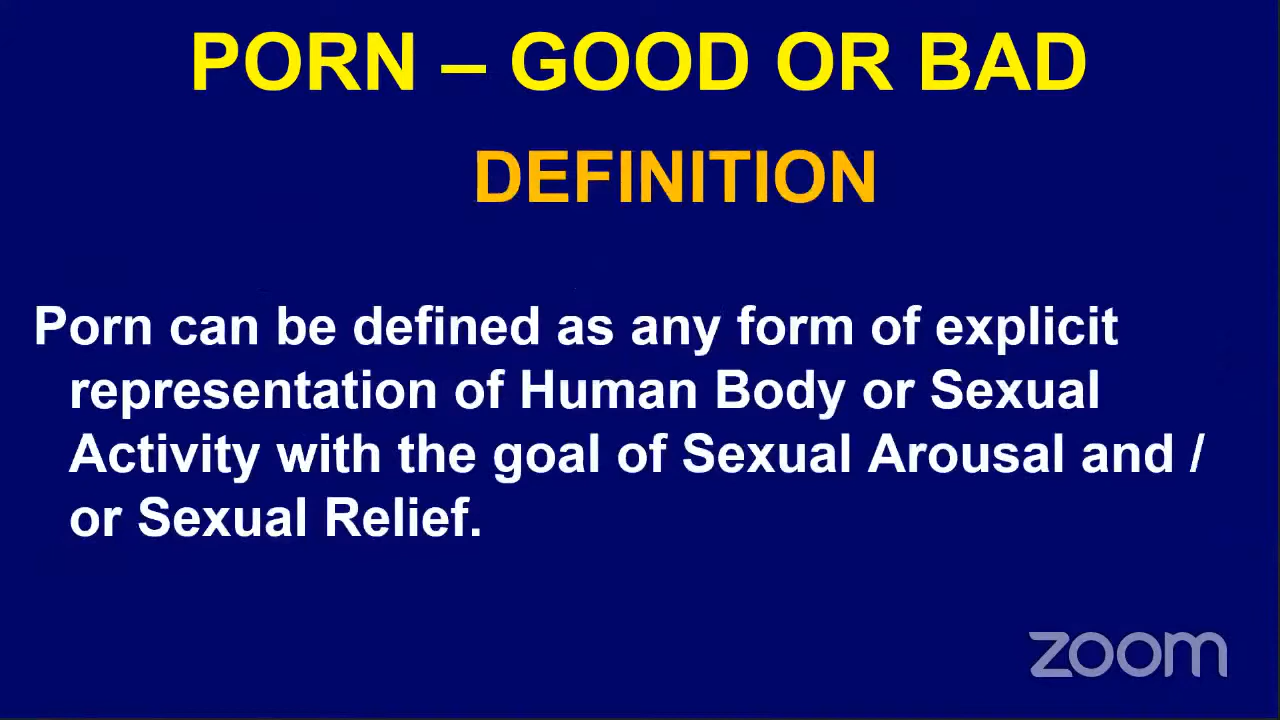 PORN – GOOD OR BAD
DEFINITION
Porn can be defined as any form of explicit
representation of Human Body or Sexual
Activity with the goal of Sexual Arousal and /
or Sexual Relief.
zoom